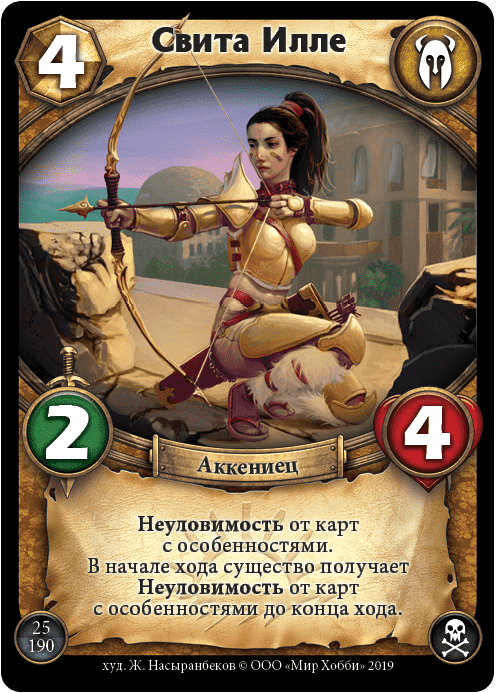 4
Свита Илле
2
4
Аккениец
Неуловимость от карт
с особенностями.
В начале хода существо получает
Неуловимость от карт
с особенностями до конца хода.
25
190
худ. Ж. Насыранбеков © ООО «Мир Хобби» 2019